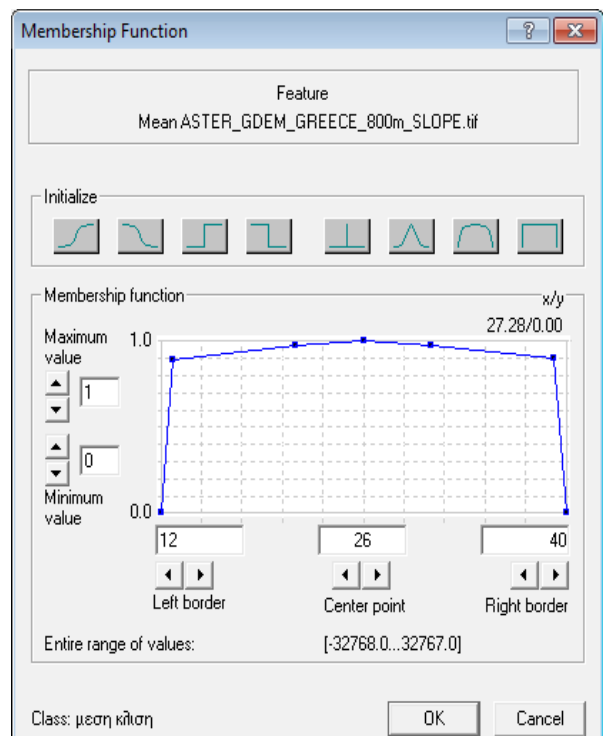 Membership Function
Feature
Mean ASTER_GDEM_GREECE_800m_SLOPE.tif
Initialize
Membership function
x/y
27.28/0.00
Maximum
value
1.0
1
0
Minimum
value
0.0
12
26
40
Left border
Center point
Right border
Entire range of values:
[-32768.0...32767.0]
Class: μεση κλιση
OK
Cancel